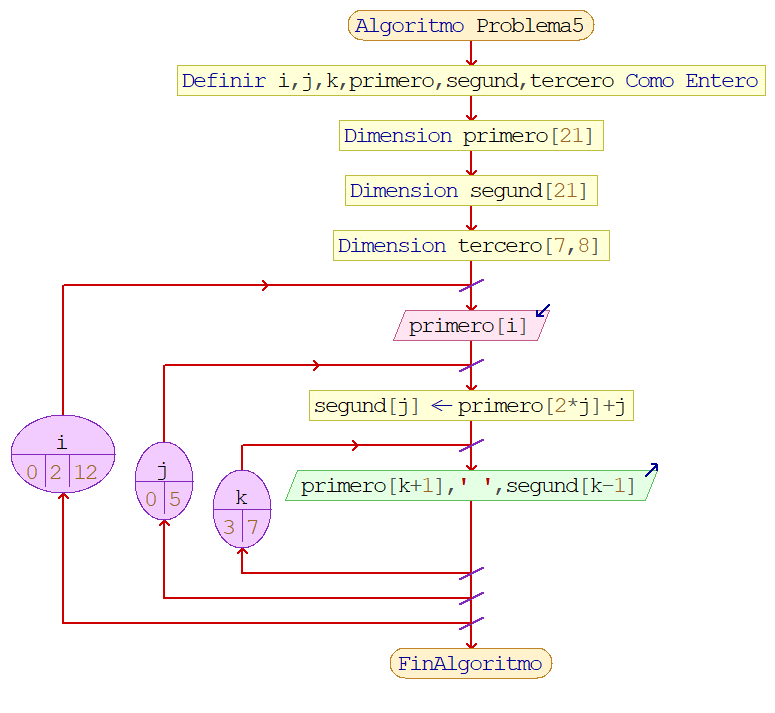 Algoritmo Problema5
Definir i,j,k,primero,segund,tercero Como Entero
Dimension primero[21]
Dimension segund[21]
Dimension tercero[7,8]
primero[i]
segund[j] ← primero[2*j]+j
i
0 2 12
j
0 5
k
3 7
primero[k+1],' ',segund[k-1]
FinAlgoritmo